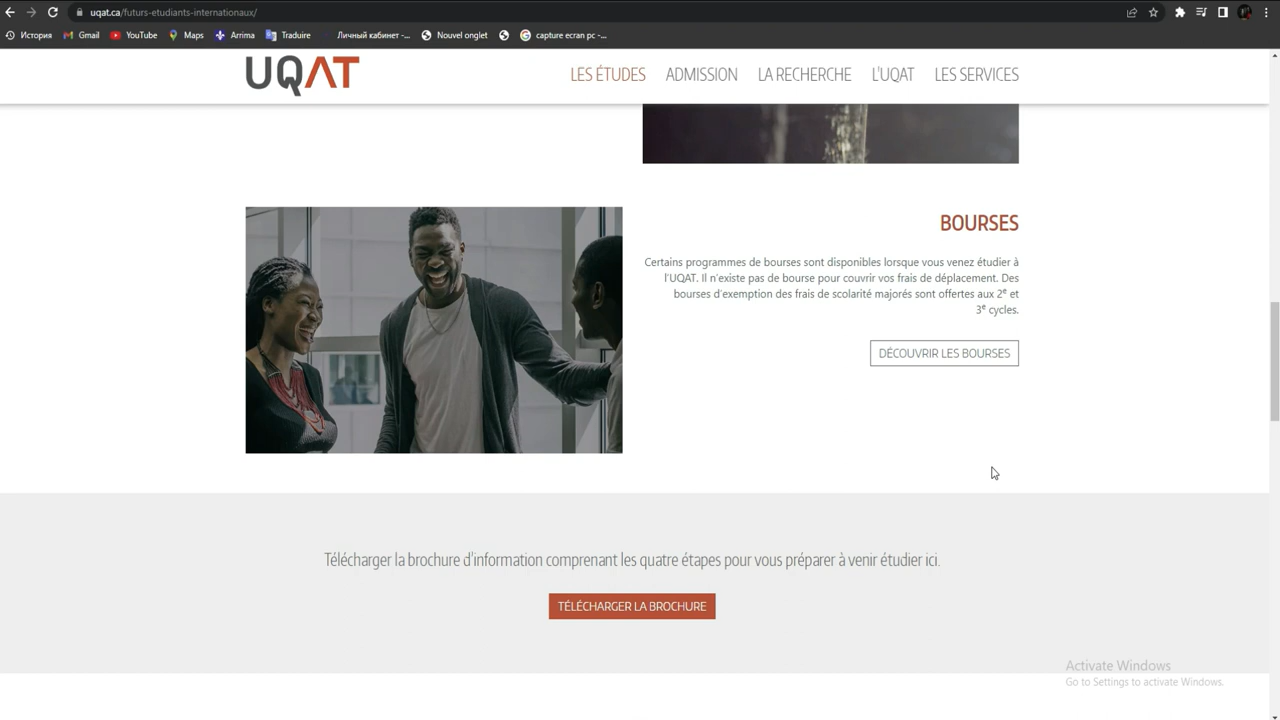 uqat.ca/futurs-etudiants-internationaux/
История Gmail YouTube Maps Arrima Traduire Личный кабинет -... Nouvel onglet capture ecran pc -...
UQAT LES ÉTUDES ADMISSION LA RECHERCHE L'UQAT LES SERVICES
BOURSES
Certains programmes de bourses sont disponibles lorsque vous venez étudier à
l'UQAT. Il n'existe pas de bourse pour couvrir vos frais de déplacement. Des
bourses d'exemption des frais de scolarité majorés sont offertes aux 2e et
3e cycles.
DÉCOUVRIR LES BOURSES
Télécharger la brochure d'information comprenant les quatre étapes pour vous préparer à venir étudier ici.
TÉLÉCHARGER LA BROCHURE
Activate Windows
Go to Settings to activate Windows.